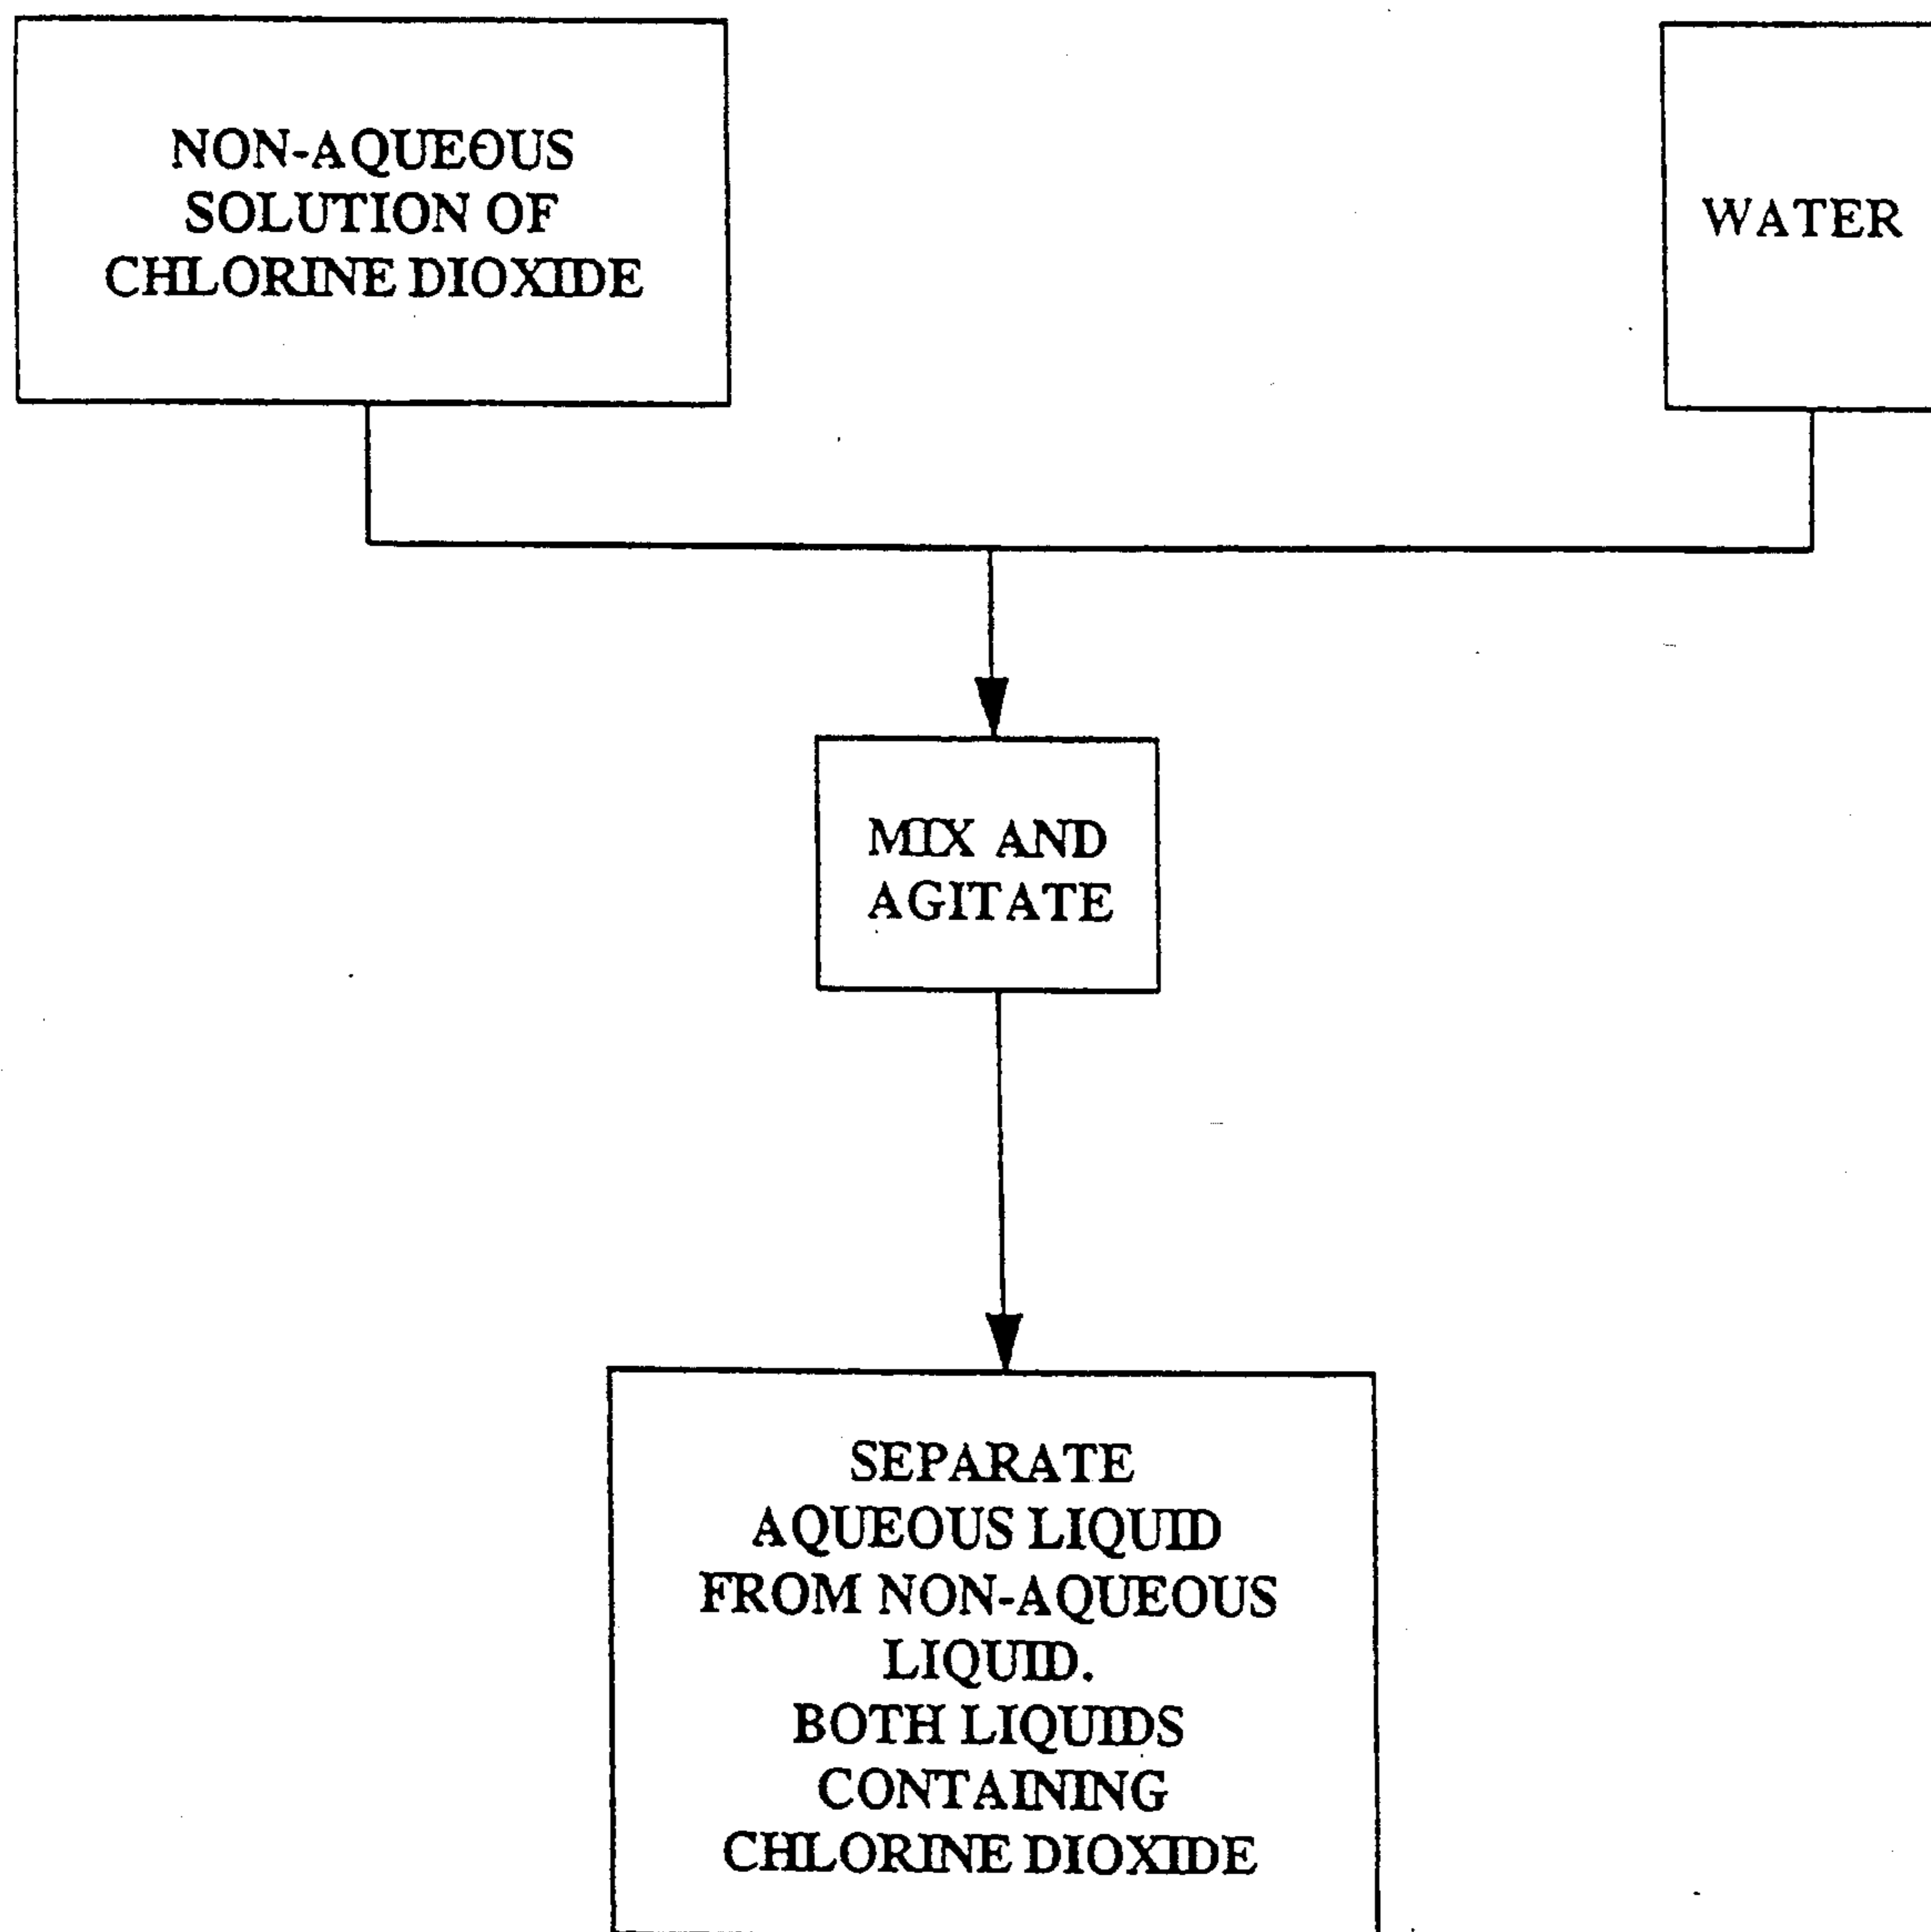 NON-AQUEOUS
SOLUTION OF
CHLORINE DIOXIDE
WATER
MIX AND
AGITATE
SEPARATE
AQUEOUS LIQUID
FROM NON-AQUEOUS
LIQUID.
BOTH LIQUIDS
CONTAINING
CHLORINE DIOXIDE